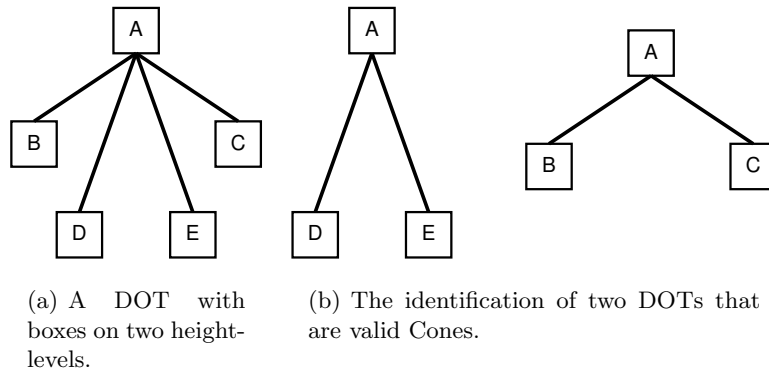 A
A
A
B
C
B
C
D
E
D
E
(a) A DOT with
boxes on two height-
levels.
(b) The identification of two DOTs that
are valid Cones.